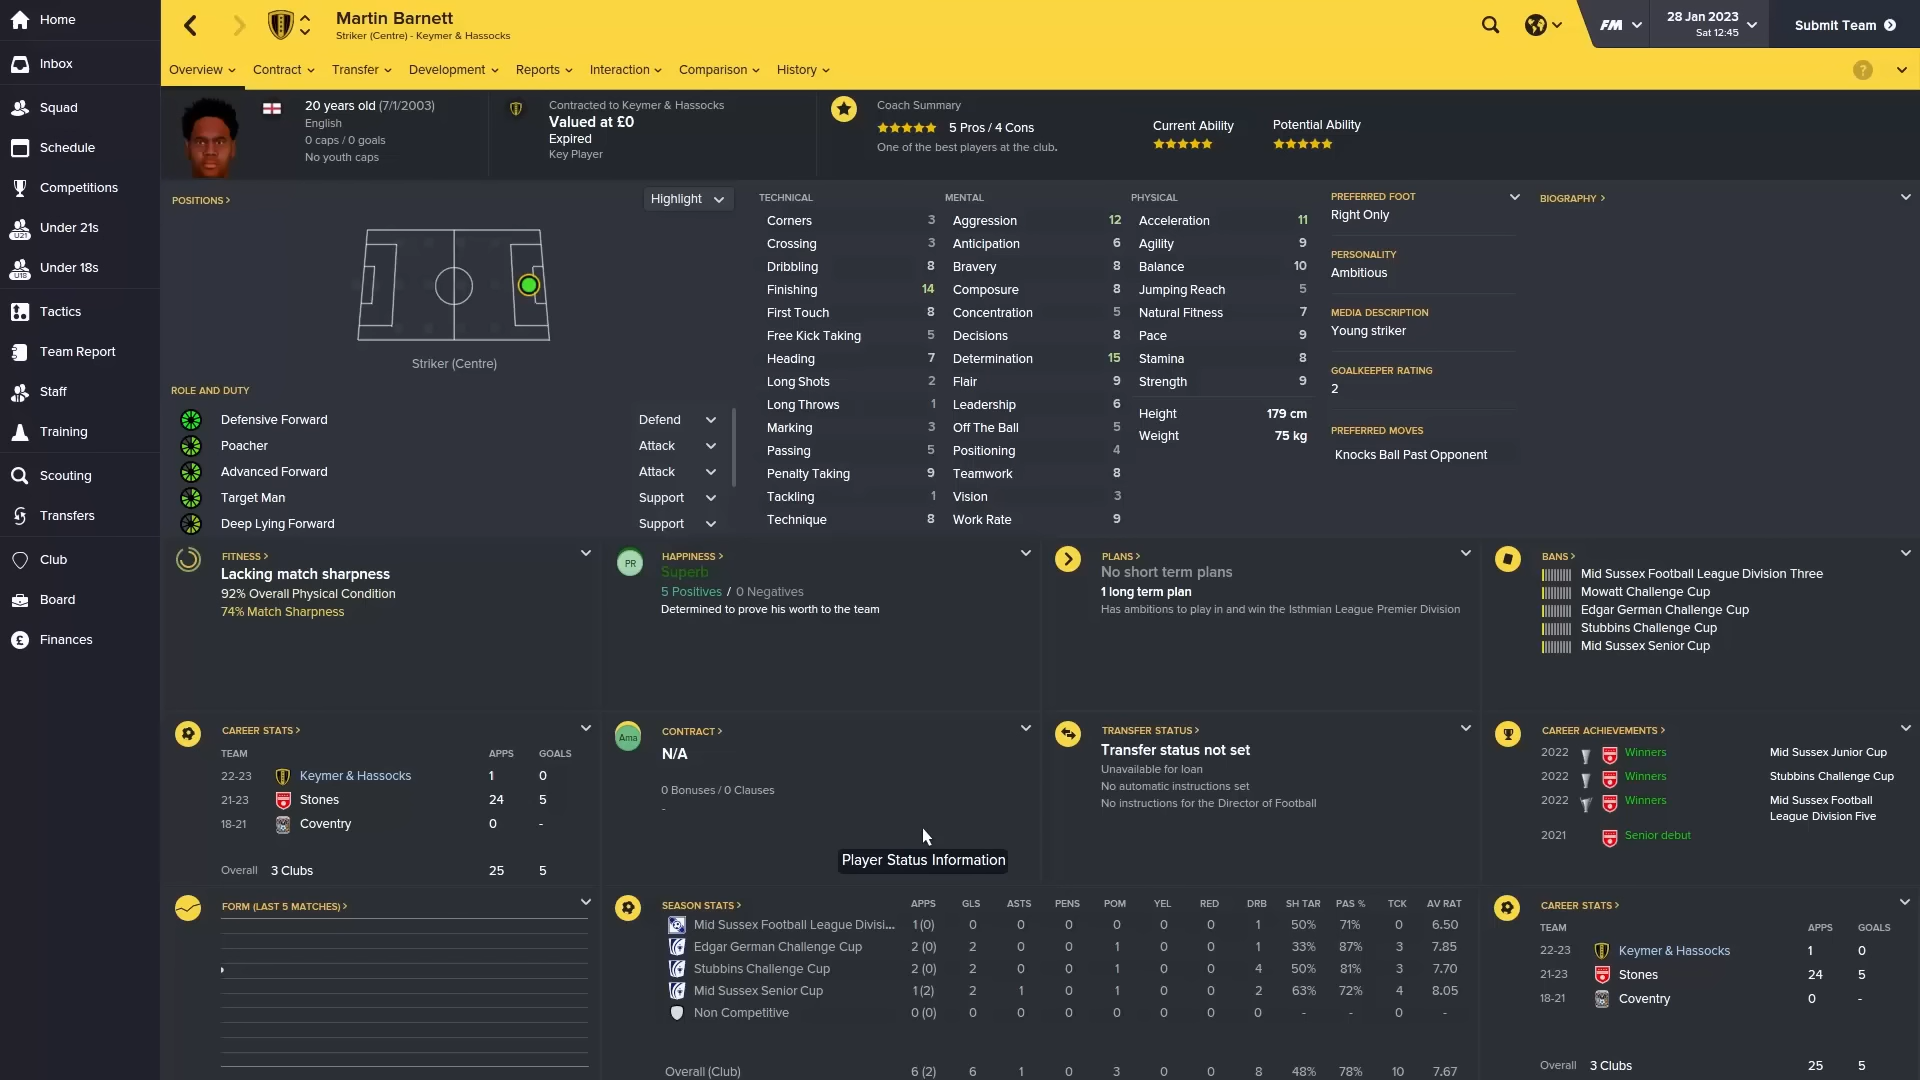 Home
Inbox
Squad
Schedule
Competitions
Under 21s
Under 18s
Tactics
Team Report
Staff
Training
Scouting
Transfers
Club
Board
Finances
Martin Barnett
Striker (Centre) - Keymer & Hassocks
FM
28 Jan 2023
Sat 12:45
Submit Team
Overview Contract Transfer Development Reports Interaction Comparison History
?
20 years old (7/1/2003)
English
0 caps / 0 goals
No youth caps
Contracted to Keymer & Hassocks
Valued at £0
Expired
Key Player
Coach Summary
5 Pros / 4 Cons
One of the best players at the club.
Current Ability
Potential Ability
POSITIONS >
Highlight
Striker (Centre)
ROLE AND DUTY
Defensive Forward Defend
Poacher Attack
Advanced Forward Attack
Target Man Support
Deep Lying Forward Support
TECHNICAL
Corners 3
Crossing 3
Dribbling 8
Finishing 14
First Touch 8
Free Kick Taking 5
Heading 7
Long Shots 2
Long Throws 1
Marking 3
Passing 5
Penalty Taking 9
Tackling 1
Technique 8
MENTAL
Aggression 12
Anticipation 6
Bravery 8
Composure 8
Concentration 5
Decisions 8
Determination 15
Flair 9
Leadership 6
Off The Ball 5
Positioning 4
Teamwork 8
Vision 3
Work Rate 9
PHYSICAL
Acceleration 11
Agility 9
Balance 10
Jumping Reach 5
Natural Fitness 7
Pace 9
Stamina 8
Strength 9
Height 179 cm
Weight 75 kg
PREFERRED FOOT
Right Only
PERSONALITY
Ambitious
MEDIA DESCRIPTION
Young striker
GOALKEEPER RATING
2
PREFERRED MOVES
Knocks Ball Past Opponent
BIOGRAPHY >
FITNESS >
Lacking match sharpness
92% Overall Physical Condition
74% Match Sharpness
PR
HAPPINESS >
Superb
5 Positives / 0 Negatives
Determined to prove his worth to the team
PLANS >
No short term plans
1 long term plan
Has ambitions to play in and win the Isthmian League Premier Division
BANS >
Mid Sussex Football League Division Three
Mowatt Challenge Cup
Edgar German Challenge Cup
Stubbins Challenge Cup
Mid Sussex Senior Cup
CAREER STATS >
TEAM APPS GOALS
22-23 Keymer & Hassocks 1 0
21-23 Stones 24 5
18-21 Coventry 0 -
Overall 3 Clubs 25 5
Ama
CONTRACT >
N/A
0 Bonuses / 0 Clauses
-
Player Status Information
TRANSFER STATUS >
Transfer status not set
Unavailable for loan
No automatic instructions set
No instructions for the Director of Football
CAREER ACHIEVEMENTS >
2022 Winners Mid Sussex Junior Cup
2022 Winners Stubbins Challenge Cup
2022 Winners Mid Sussex Football
League Division Five
2021 Senior debut
FORM (LAST 5 MATCHES) >
SEASON STATS > APPS GLS ASTS PENS POM YEL RED DRB SH TAR PAS % TCK AV RAT
Mid Sussex Football League Divisi... 1 (0) 0 0 0 0 0 0 1 50% 71% 0 6.50
Edgar German Challenge Cup 2 (0) 2 0 0 1 0 0 1 33% 87% 3 7.85
Stubbins Challenge Cup 2 (0) 2 0 0 1 0 0 4 50% 81% 3 7.70
Mid Sussex Senior Cup 1 (2) 2 1 0 1 0 0 2 63% 72% 4 8.05
Non Competitive 0 (0) 0 0 0 0 0 0 0 - - 0 -
Overall (Club) 6 (2) 6 1 0 3 0 0 8 48% 78% 10 7.67
CAREER STATS >
TEAM APPS GOALS
22-23 Keymer & Hassocks 1 0
21-23 Stones 24 5
18-21 Coventry 0 -
Overall 3 Clubs 25 5